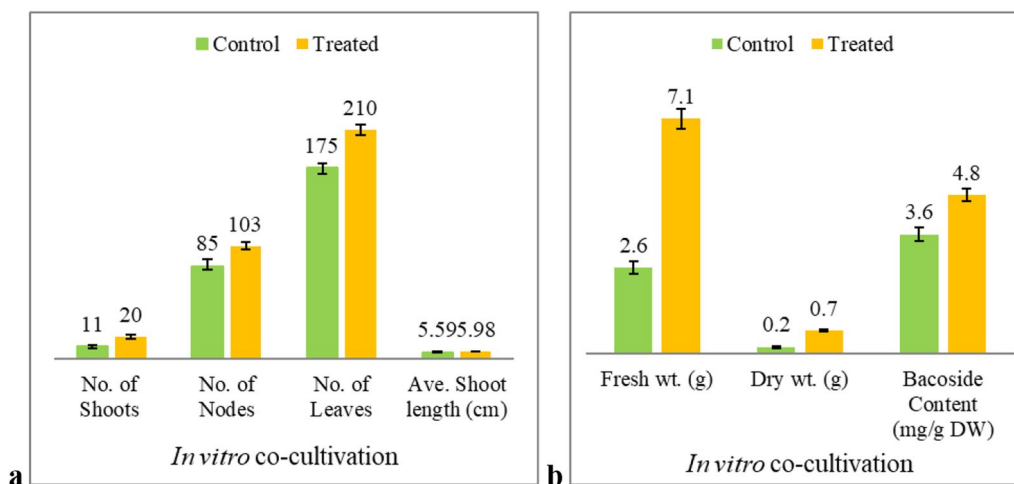 Control Treated
210
175
103
85
20
11
5.59 5.98
No. of Shoots
No. of Nodes
No. of Leaves
Ave. Shoot length (cm)
In vitro co-cultivation
a
Control Treated
7.1
4.8
3.6
2.6
0.7
0.2
Fresh wt. (g)
Dry wt. (g)
Bacoside Content (mg/g DW)
In vitro co-cultivation
b